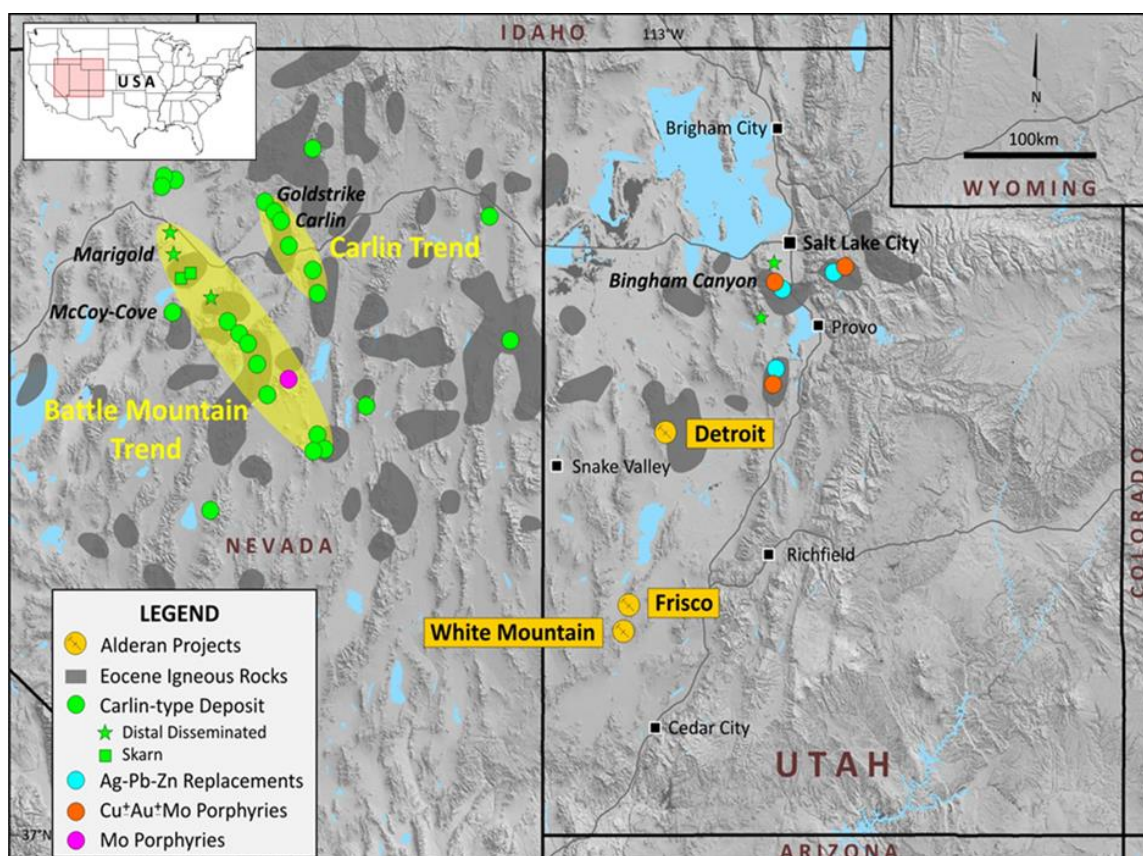 IDAHO
113°W
USA
N
100km
WYOMING
Brigham City
Goldstrike
Carlin
Carlin Trend
Salt Lake City
Marigold
Bingham Canyon
McCoy-Cove
Provo
Battle Mountain
Trend
Detroit
Snake Valley
COLORADO
NEVADA
Richfield
Frisco
White Mountain
Cedar City
UTAH
37°N
ARIZONA
LEGEND
Alderan Projects
Eocene Igneous Rocks
Carlin-type Deposit
Distal Disseminated
Skarn
Ag-Pb-Zn Replacements
Cu±Au±Mo Porphyries
Mo Porphyries